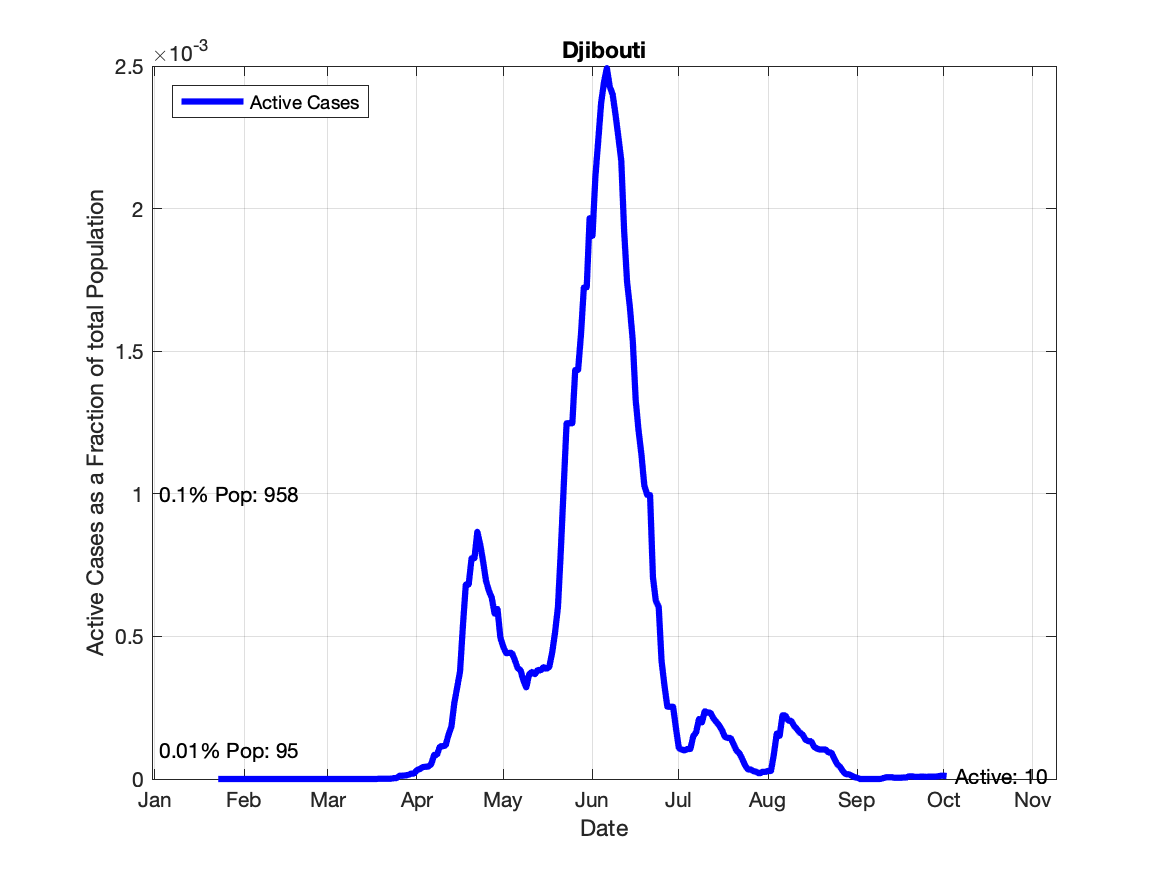 Djibouti
×10-3
2.5
2
1.5
1
0.5
0
Active Cases
Active Cases as a Fraction of total Population
0.1% Pop: 958
0.01% Pop: 95
Active: 10
Jan Feb Mar Apr May Jun Jul Aug Sep Oct Nov
Date